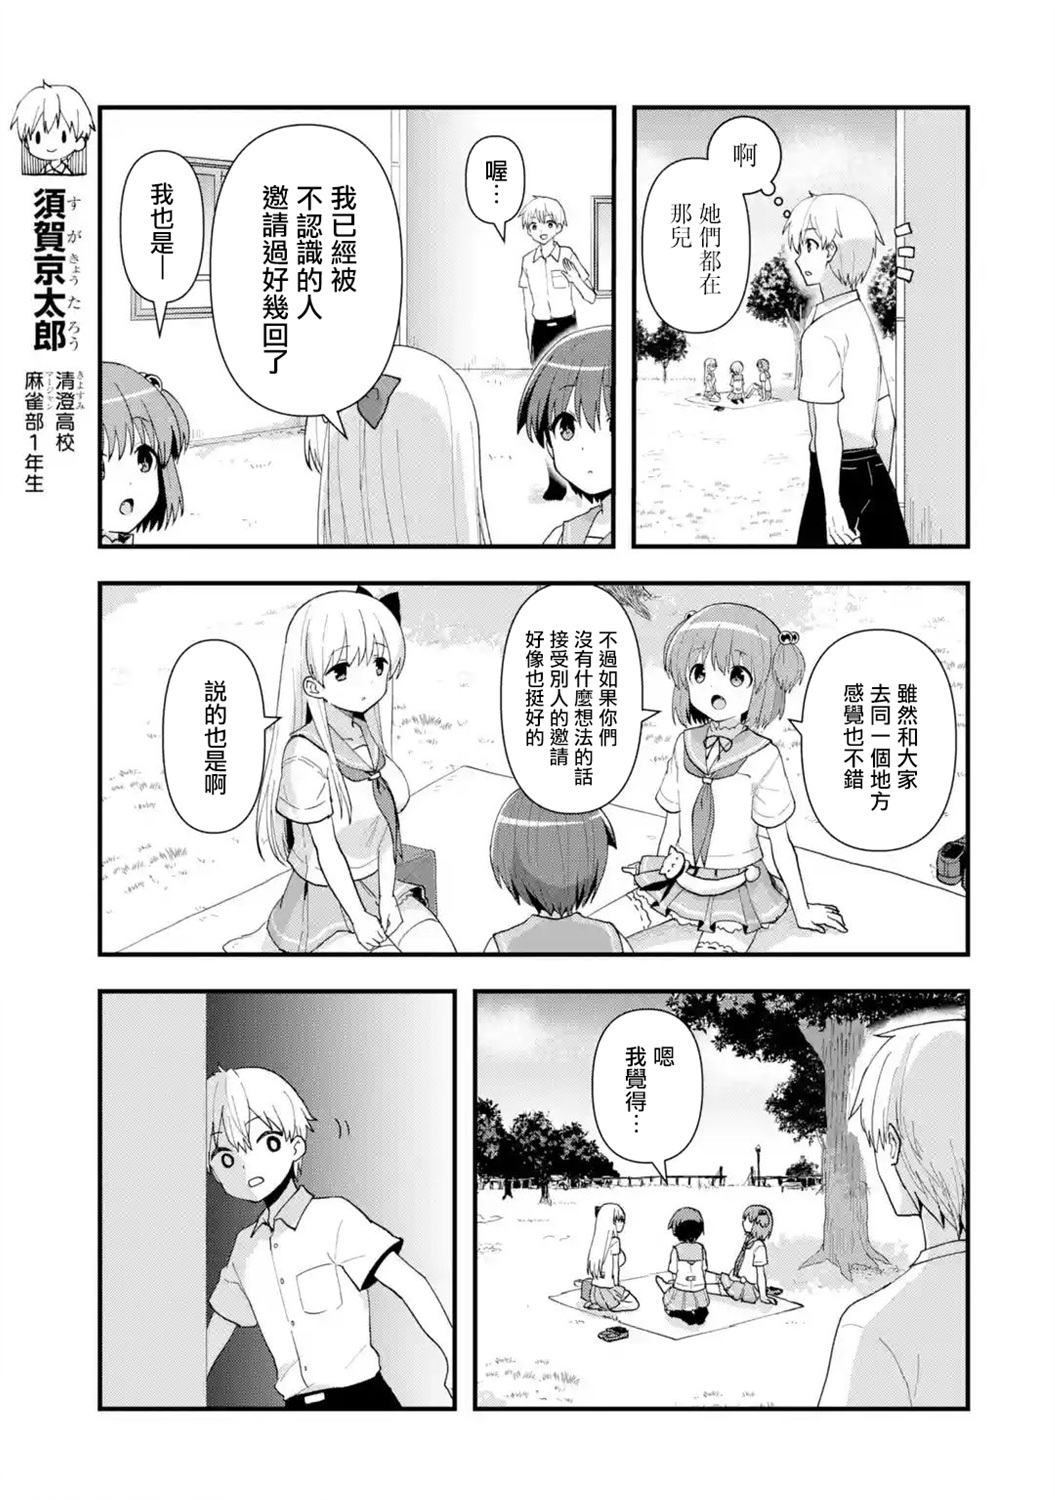 啊
她們都在
那兒
喔…
我已經被
不認識的人
邀請過好幾回了
我也是—
須賀京太郎
すがきょうたろう
清澄高校
きよすみ
麻雀部1年生
マージャン
雖然和大家
去同一個地方
感覺也不錯
不過如果你們
沒有什麼想法的話
接受別人的邀請
好像也挺好的
説的也是啊
嗯
我覺得…